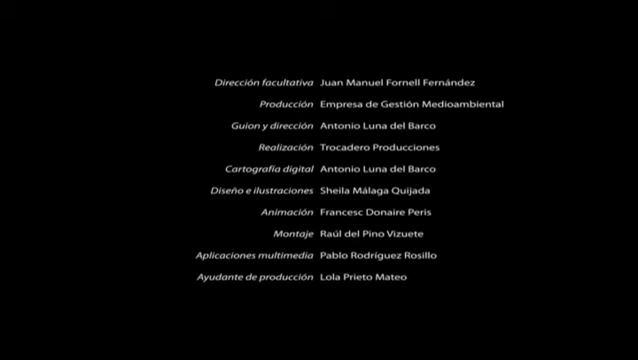 Dirección facultativa Juan Manuel Fornell Fernández
Producción Empresa de Gestión Medioambiental
Guion y dirección Antonio Luna del Barco
Realización Trocadero Producciones
Cartografía digital Antonio Luna del Barco
Diseño e ilustraciones Sheila Málaga Quijada
Animación Francesc Donaire Peris
Montaje Raúl del Pino Vizuete
Aplicaciones multimedia Pablo Rodríguez Rosillo
Ayudante de producción Lola Prieto Mateo